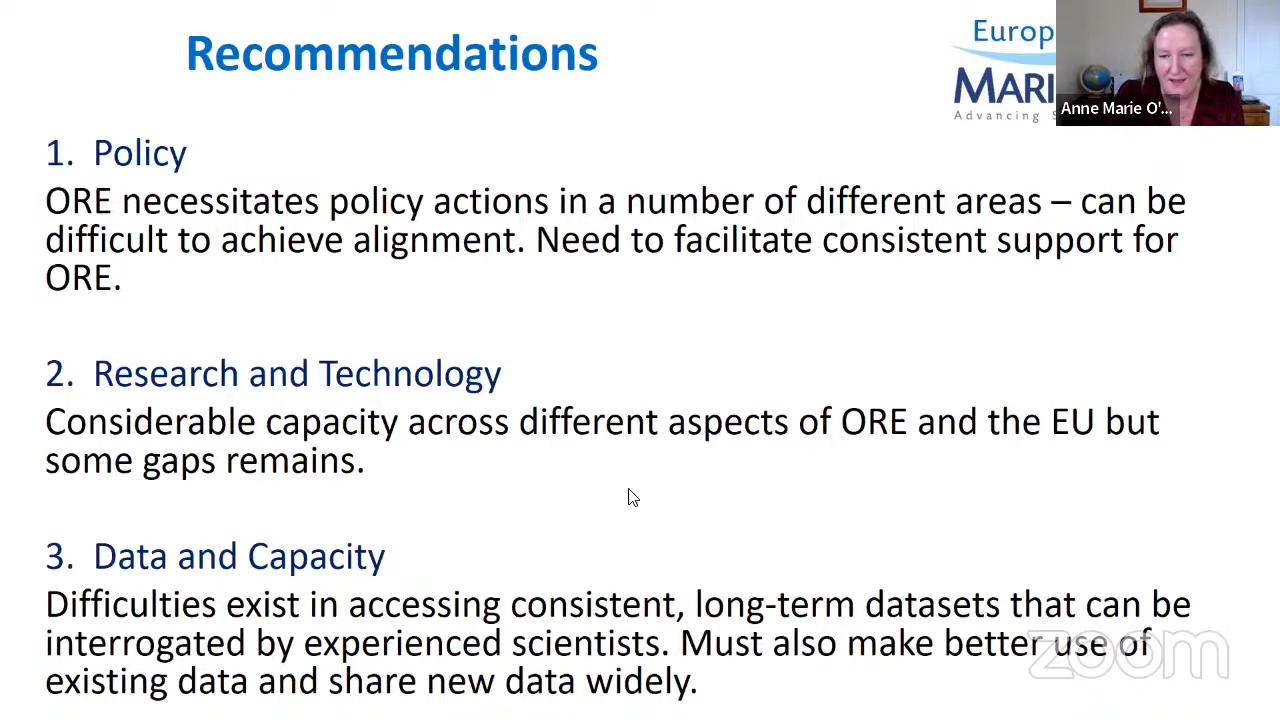 Recommendations
Europ
MARI
Advancing S
Anne Marie O'...
1. Policy
ORE necessitates policy actions in a number of different areas – can be
difficult to achieve alignment. Need to facilitate consistent support for
ORE.
2. Research and Technology
Considerable capacity across different aspects of ORE and the EU but
some gaps remains.
3. Data and Capacity
Difficulties exist in accessing consistent, long-term datasets that can be
interrogated by experienced scientists. Must also make better use of
existing data and share new data widely.
zoom